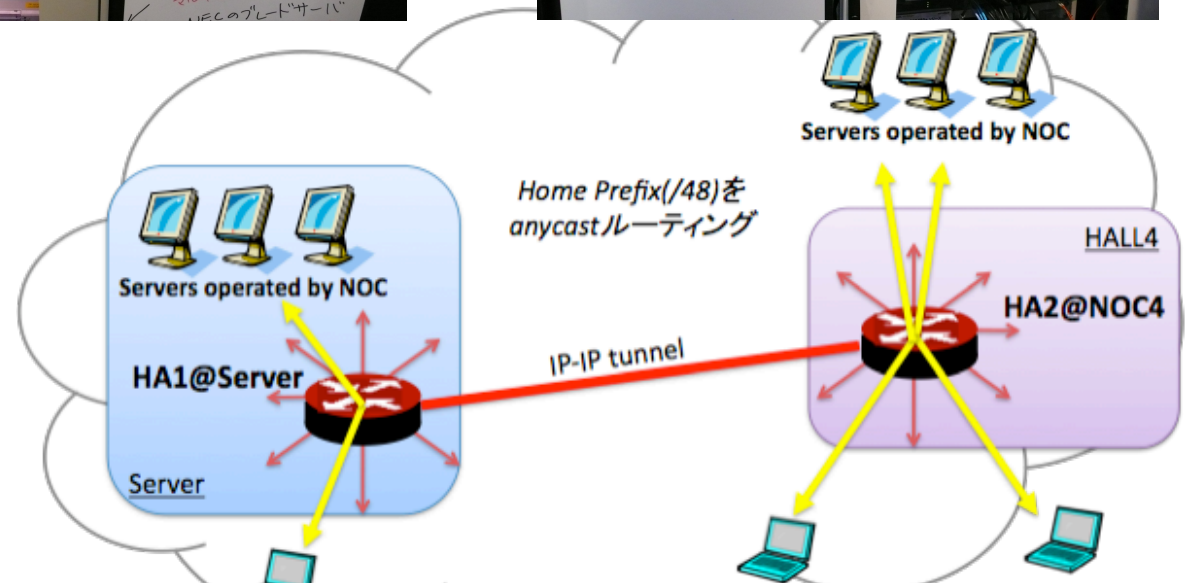 NECのブレードサーバ
Servers operated by NOC
Home Prefix(/48)を
anycastルーティング
HALL4
HA2@NOC4
Servers operated by NOC
IP-IP tunnel
HA1@Server
Server